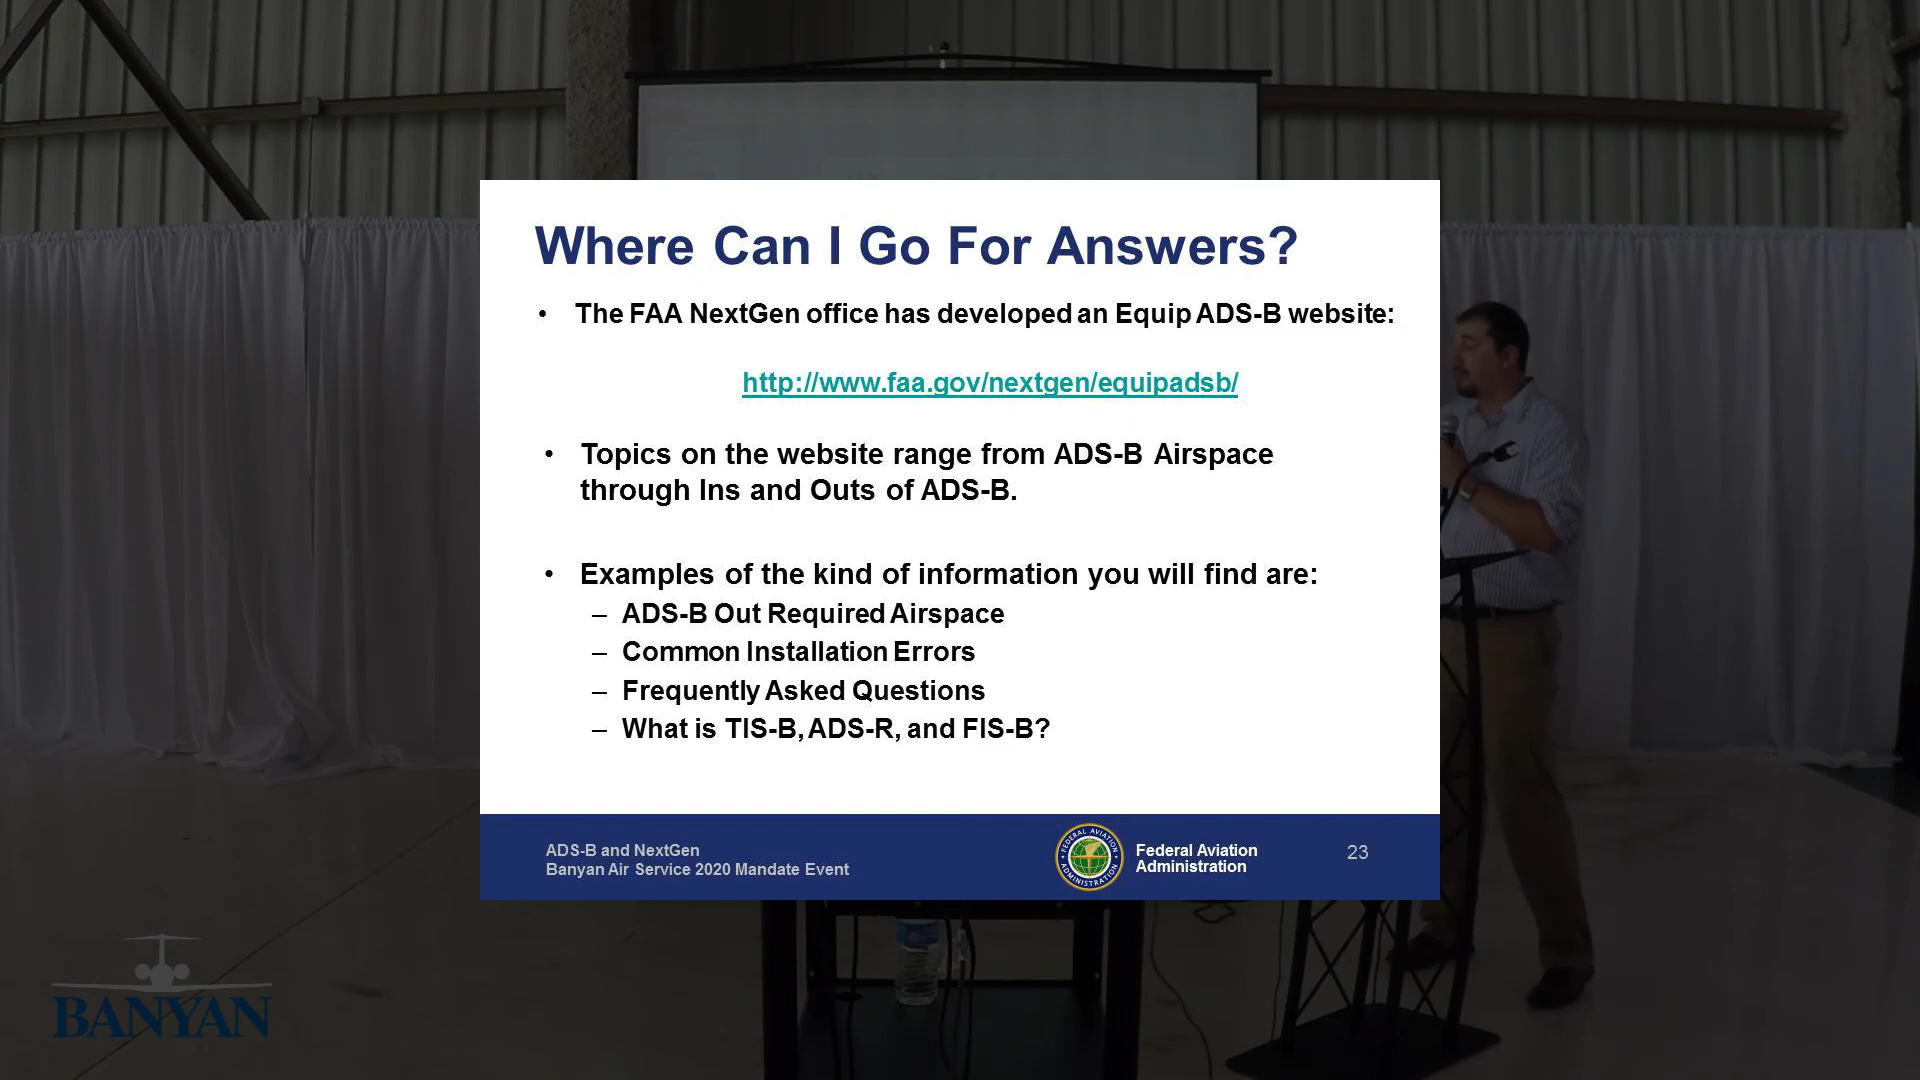 Where Can I Go For Answers?
• The FAA NextGen office has developed an Equip ADS-B website:
http://www.faa.gov/nextgen/equipadsb/
• Topics on the website range from ADS-B Airspace
through Ins and Outs of ADS-B.
• Examples of the kind of information you will find are:
– ADS-B Out Required Airspace
– Common Installation Errors
– Frequently Asked Questions
– What is TIS-B, ADS-R, and FIS-B?
ADS-B and NextGen
Banyan Air Service 2020 Mandate Event
FEDERAL AVIATION
ADMINISTRATION
Federal Aviation
Administration
23
BANYAN